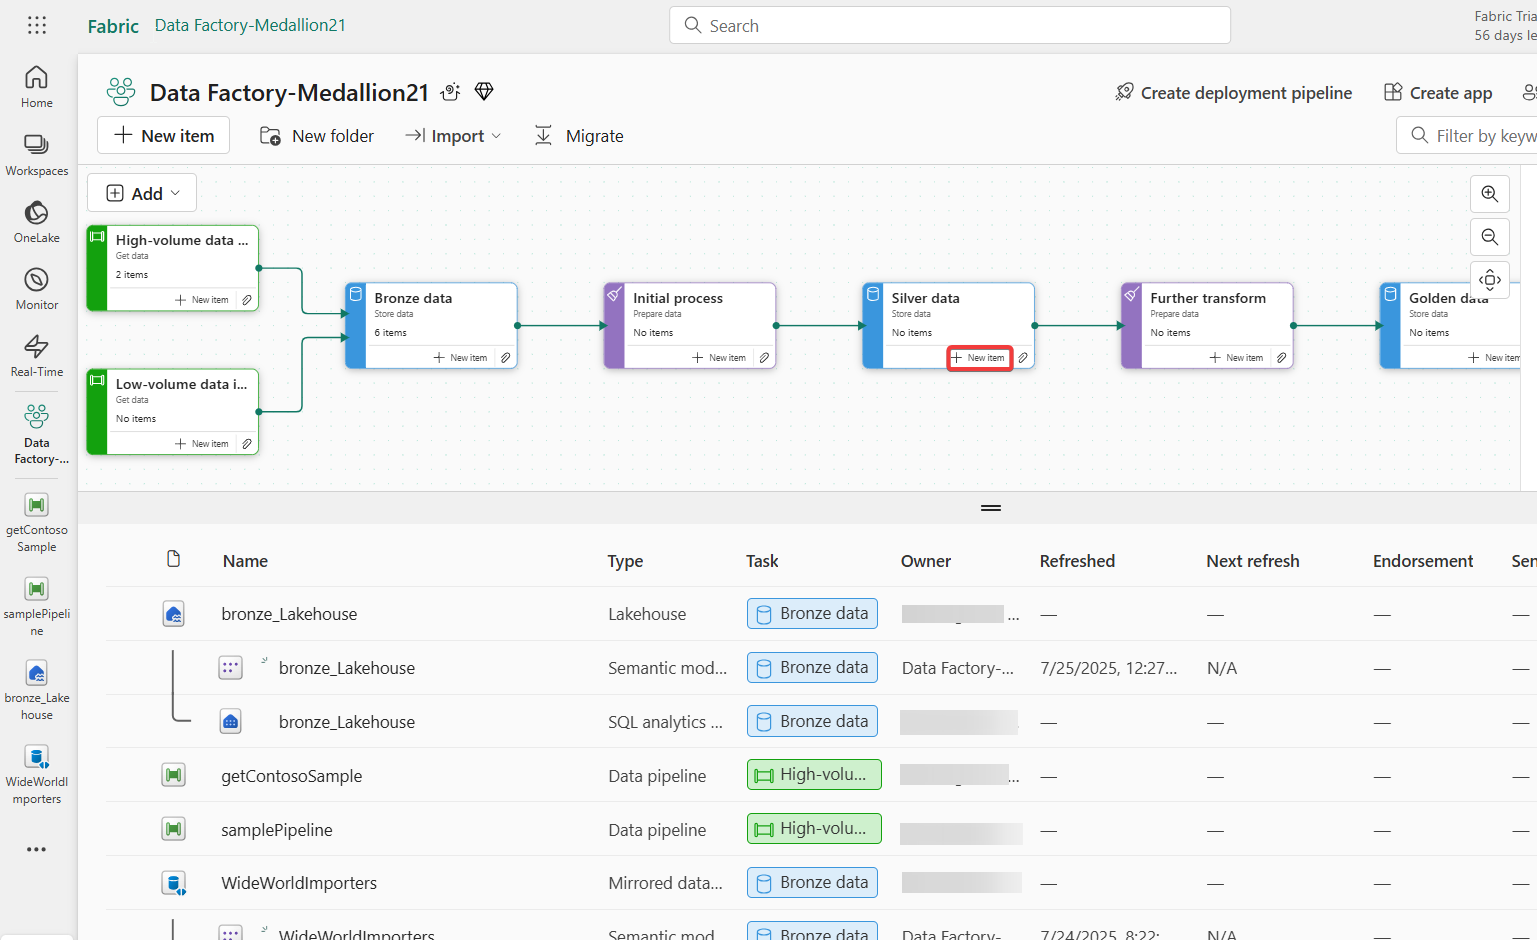 Fabric Data Factory-Medallion21
Search
Fabric Tria
56 days le
Home
Workspaces
OneLake
Monitor
Real-Time
Data
Factory-...
getContoso
Sample
samplePipeli
ne
bronze_Lake
house
WideWorldI
mporters
Data Factory-Medallion21
Create deployment pipeline
Create app
New item
New folder
Import
Migrate
Filter by keyw
Add
High-volume data ...
Get data
2 items
New item
Low-volume data i...
Get data
No items
New item
Bronze data
Store data
6 items
New item
Initial process
Prepare data
No items
New item
Silver data
Store data
No items
New item
Further transform
Prepare data
No items
New item
Golden data
Store data
No items
New item
Name Type Task Owner Refreshed Next refresh Endorsement Sen
bronze_Lakehouse Lakehouse Bronze data ... — — — —
bronze_Lakehouse Semantic mod... Bronze data Data Factory-... 7/25/2025, 12:27... N/A — —
bronze_Lakehouse SQL analytics ... Bronze data — — — —
getContosoSample Data pipeline High-volu... ... — — — —
samplePipeline Data pipeline High-volu... — — — —
WideWorldImporters Mirrored data... Bronze data — — — —
WideWorldImporters Semantic mod Bronze data Data Factory- 7/24/2025, 8:22: N/A — —